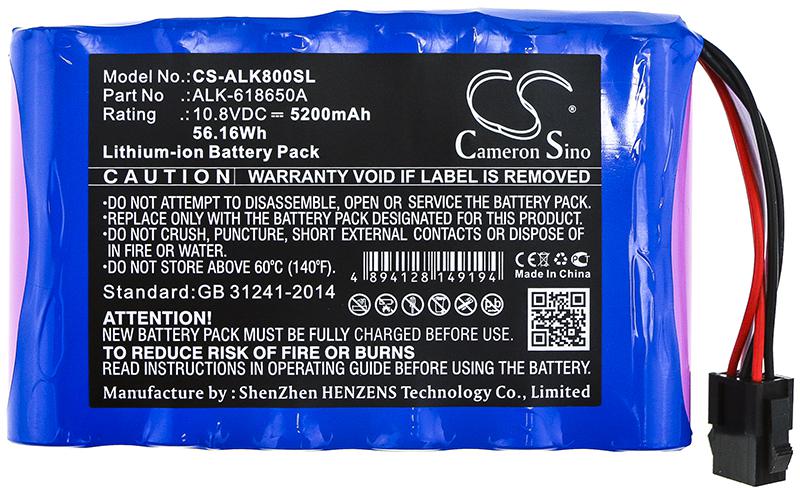 Model No.:CS-ALK800SL
Part No :ALK-618650A
Rating :10.8VDC⎓ 5200mAh
56.16Wh
Lithium-ion Battery Pack
CS
Cameron Sino
CAUTION WARRANTY VOID IF LABEL IS REMOVED
•DO NOT ATTEMPT TO DISASSEMBLE, OPEN OR SERVICE THE BATTERY PACK.
•REPLACE ONLY WITH THE BATTERY PACK DESIGNATED FOR THIS PRODUCT.
•DO NOT CRUSH, PUNCTURE, SHORT EXTERNAL CONTACTS OR DISPOSE OF
IN FIRE OR WATER.
•DO NOT STORE ABOVE 60°C (140°F).
4 894128 149194
CE
Made In China
Standard:GB 31241-2014
ATTENTION!
NEW BATTERY PACK MUST BE FULLY CHARGED BEFORE USE.
TO REDUCE RISK OF FIRE OR EXPLOSION
READ INSTRUCTIONS IN OPERATING GUIDE BEFORE USING THE BATTERY.
Manufacture by : ShenZhen HENZENS Technology Co., Limited